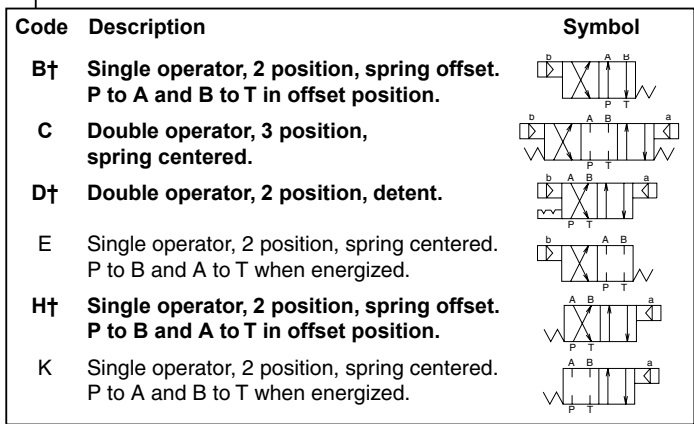 Code Description Symbol
B† Single operator, 2 position, spring offset.
P to A and B to T in offset position.
b A B
P T
C Double operator, 3 position,
spring centered.
b A B a
P T
D† Double operator, 2 position, detent.
b A B a
P T
E Single operator, 2 position, spring centered.
P to B and A to T when energized.
b A B
P T
H† Single operator, 2 position, spring offset.
P to B and A to T in offset position.
A B a
P T
K Single operator, 2 position, spring centered.
P to A and B to T when energized.
A B a
P T